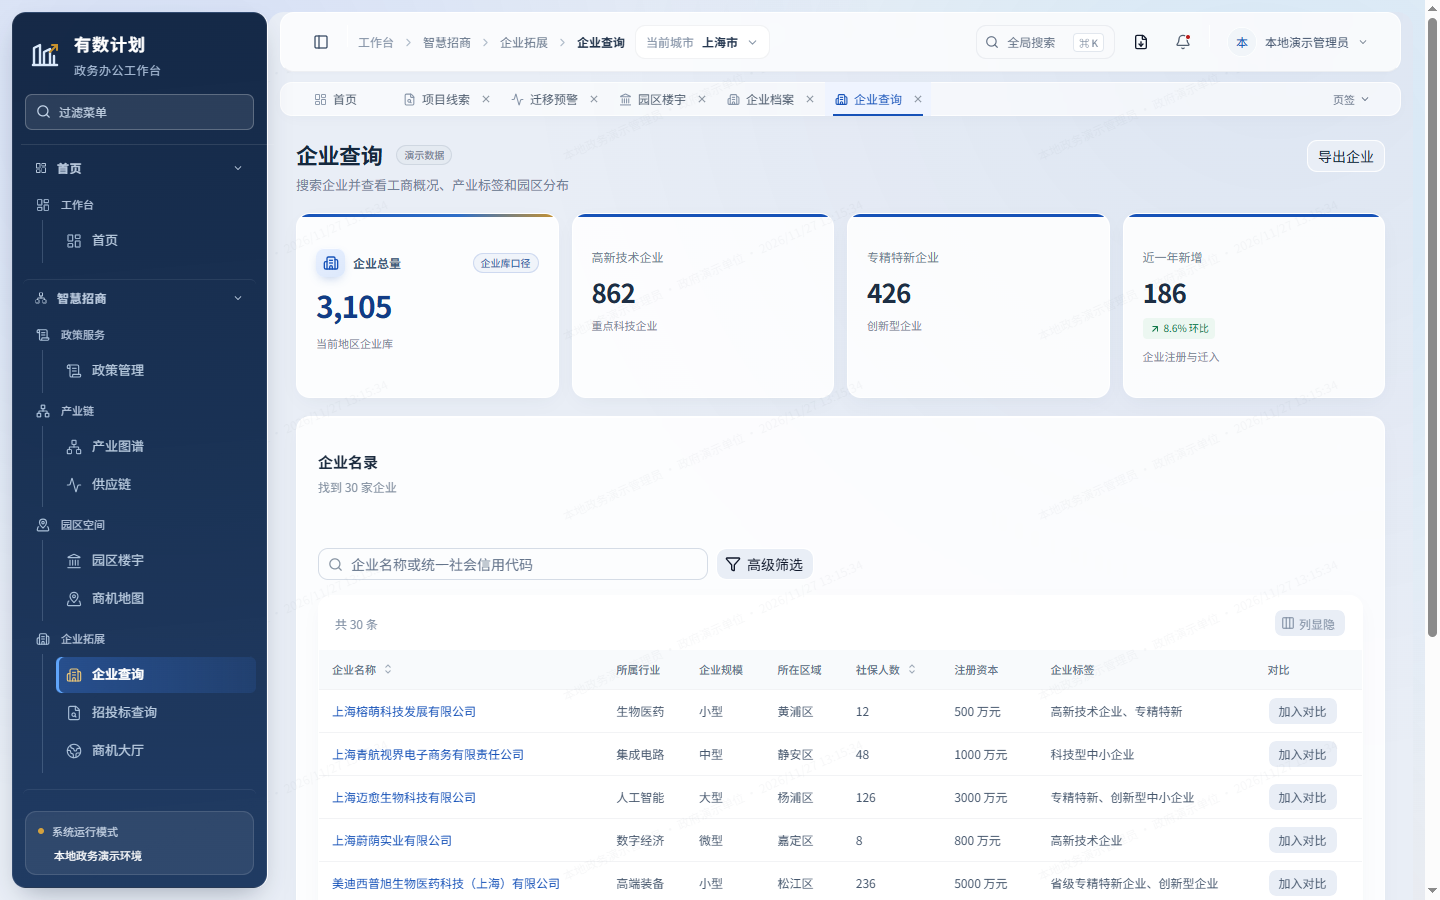 有数计划
政务办公工作台
过滤菜单
首页
工作台
首页
智慧招商
政策服务
政策管理
产业链
产业图谱
供应链
园区空间
园区楼宇
商机地图
企业拓展
企业查询
招投标查询
商机大厅
系统运行模式
本地政务演示环境
工作台 智慧招商 企业拓展 企业查询 当前城市 上海市
全局搜索 ⌘K 本 本地演示管理员
首页 项目线索 迁移预警 园区楼宇 企业档案 企业查询 页签
企业查询 演示数据
搜索企业并查看工商概况、产业标签和园区分布
导出企业
企业总量 企业库口径
3,105
当前地区企业库
高新技术企业
862
重点科技企业
专精特新企业
426
创新型企业
近一年新增
186
8.6% 环比
企业注册与迁入
企业名录
找到 30 家企业
企业名称或统一社会信用代码 高级筛选
共 30 条 列显隐
企业名称 所属行业 企业规模 所在区域 社保人数 注册资本 企业标签 对比
上海榕萌科技发展有限公司 生物医药 小型 黄浦区 12 500 万元 高新技术企业、专精特新 加入对比
上海青航视界电子商务有限责任公司 集成电路 中型 静安区 48 1000 万元 科技型中小企业 加入对比
上海迈愈生物科技有限公司 人工智能 大型 杨浦区 126 3000 万元 专精特新、创新型中小企业 加入对比
上海蔚荫实业有限公司 数字经济 微型 嘉定区 8 800 万元 高新技术企业 加入对比
美迪西普旭生物医药科技（上海）有限公司 高端装备 小型 松江区 236 5000 万元 省级专精特新企业、创新型企业 加入对比